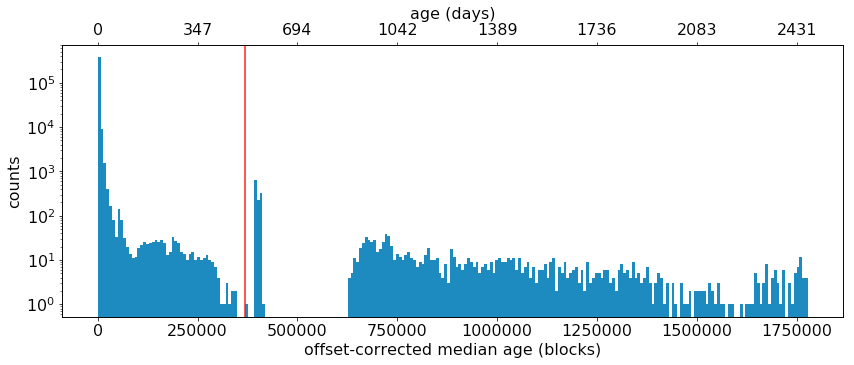 age (days)
0 347 694 1042 1389 1736 2083 2431
counts
10^5
10^4
10^3
10^2
10^1
10^0
0 250000 500000 750000 1000000 1250000 1500000 1750000
offset-corrected median age (blocks)